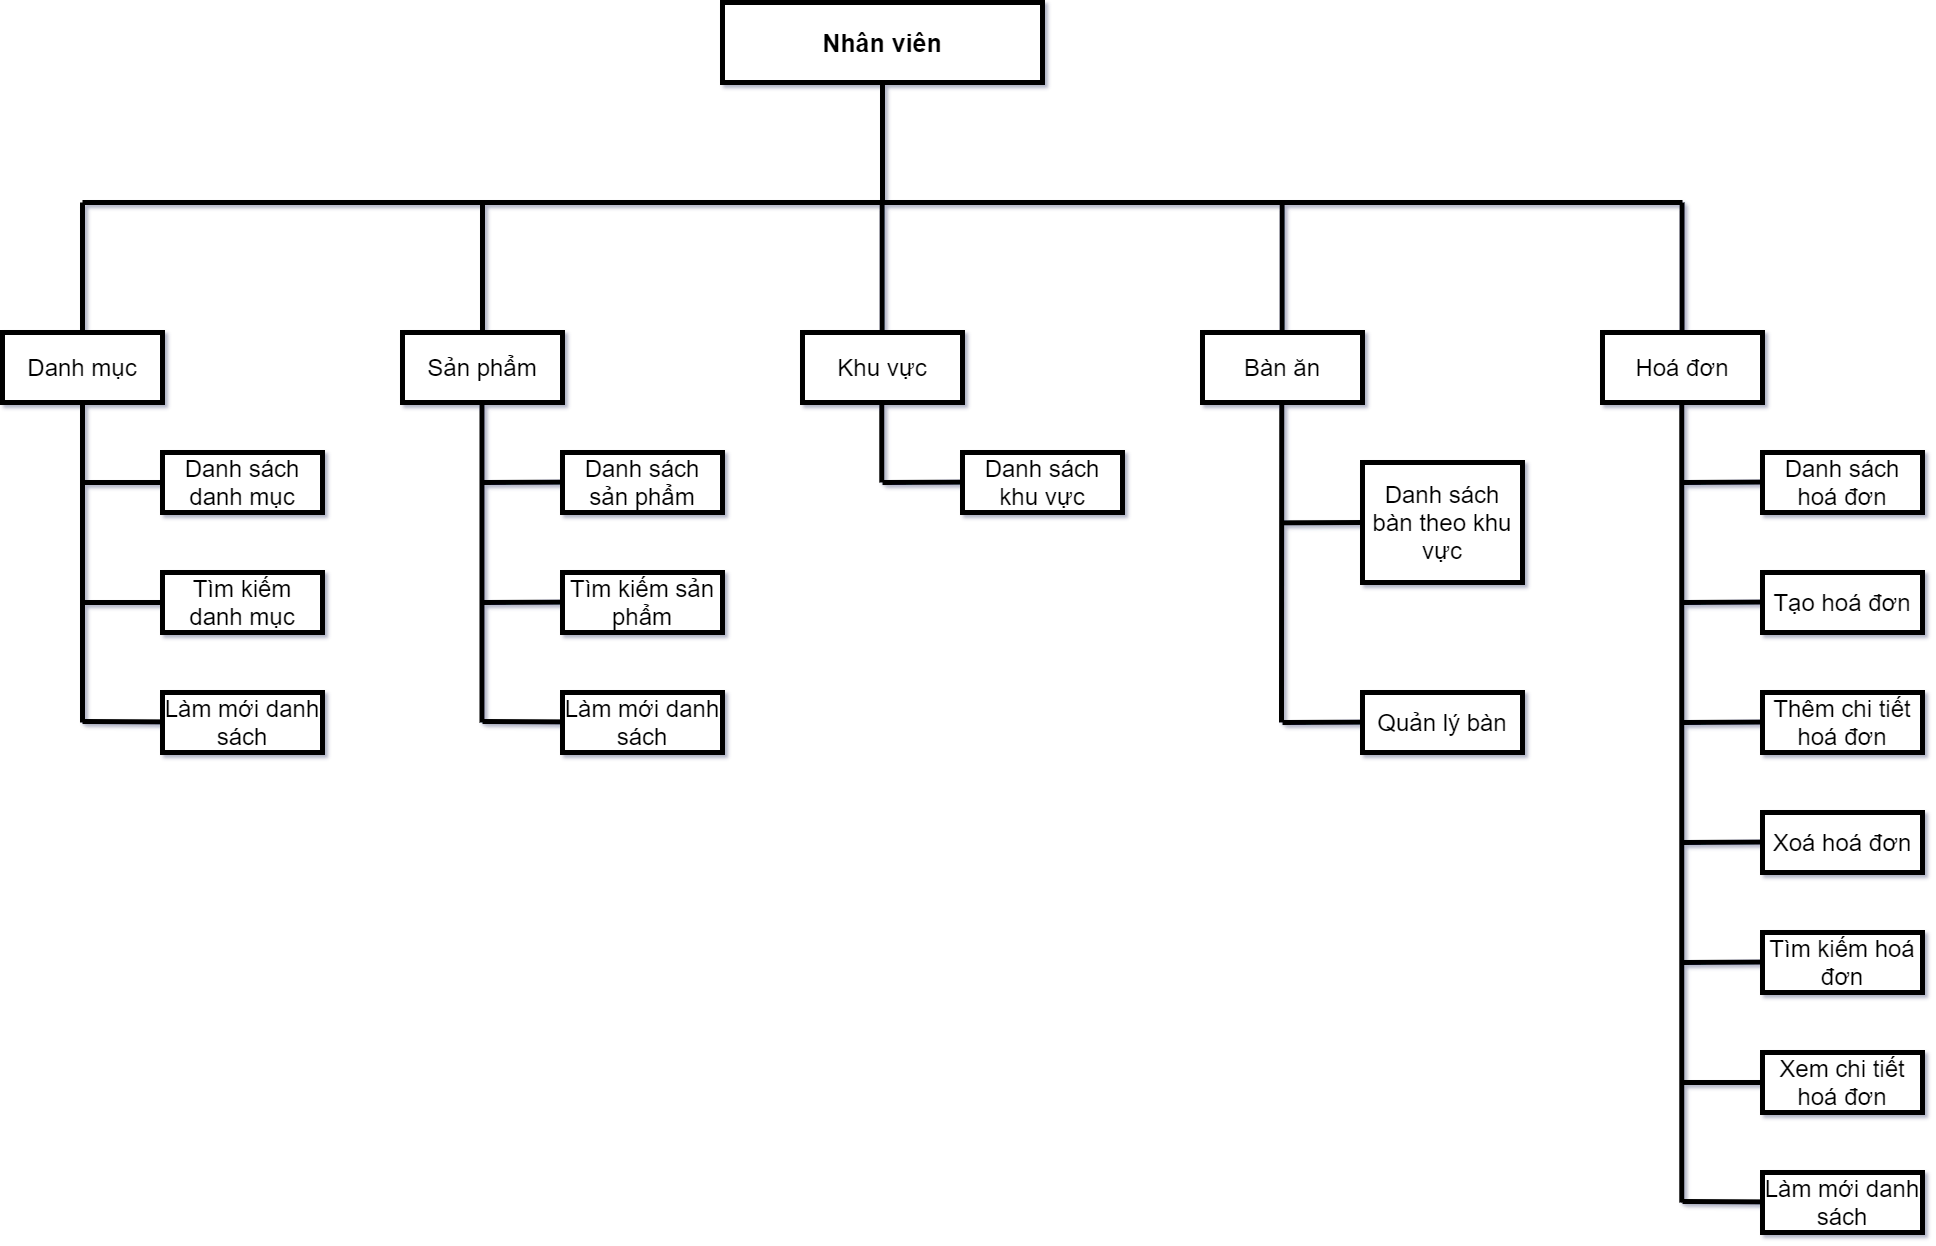 Nhân viên
Danh mục
Sản phẩm
Khu vực
Bàn ăn
Hoá đơn
Danh sách
danh mục
Tìm kiếm
danh mục
Làm mới danh
sách
Danh sách
sản phẩm
Tìm kiếm sản
phẩm
Làm mới danh
sách
Danh sách
khu vực
Danh sách
bàn theo khu
vực
Quản lý bàn
Danh sách
hoá đơn
Tạo hoá đơn
Thêm chi tiết
hoá đơn
Xoá hoá đơn
Tìm kiếm hoá
đơn
Xem chi tiết
hoá đơn
Làm mới danh
sách